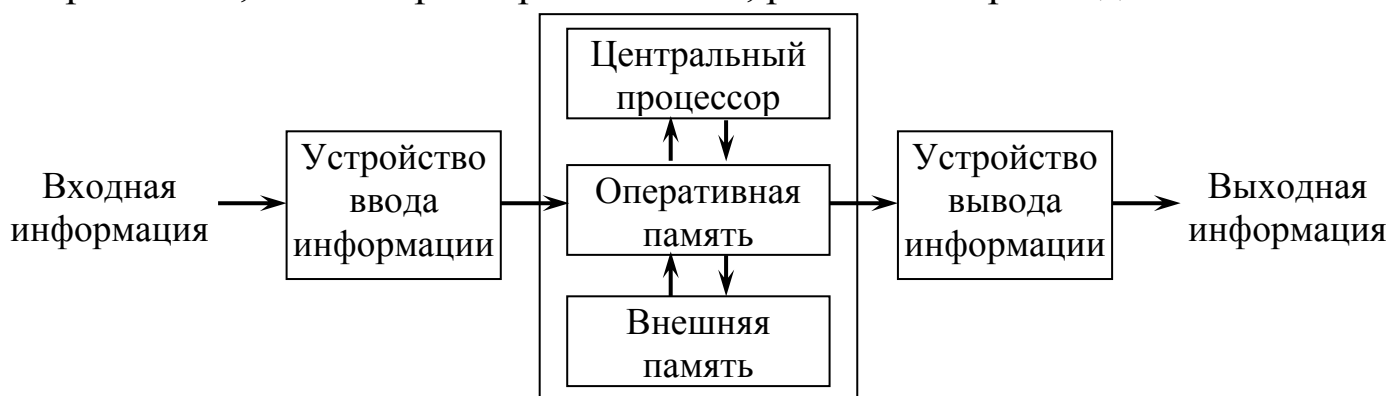 Центральный
процессор
Входная
информация
Устройство
ввода
информации
Оперативная
память
Внешняя
память
Устройство
вывода
информации
Выходная
информация